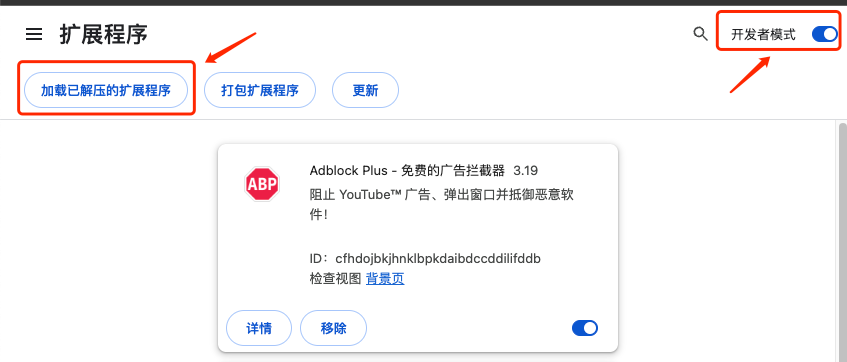 扩展程序
开发者模式
加载已解压的扩展程序
打包扩展程序
更新
ABP
Adblock Plus - 免费的广告拦截器 3.19
阻止 YouTube™ 广告、弹出窗口并抵御恶意软
件！
ID：cfhdojbkjhnklbpkdaibdccddilifddb
检查视图 背景页
详情
移除